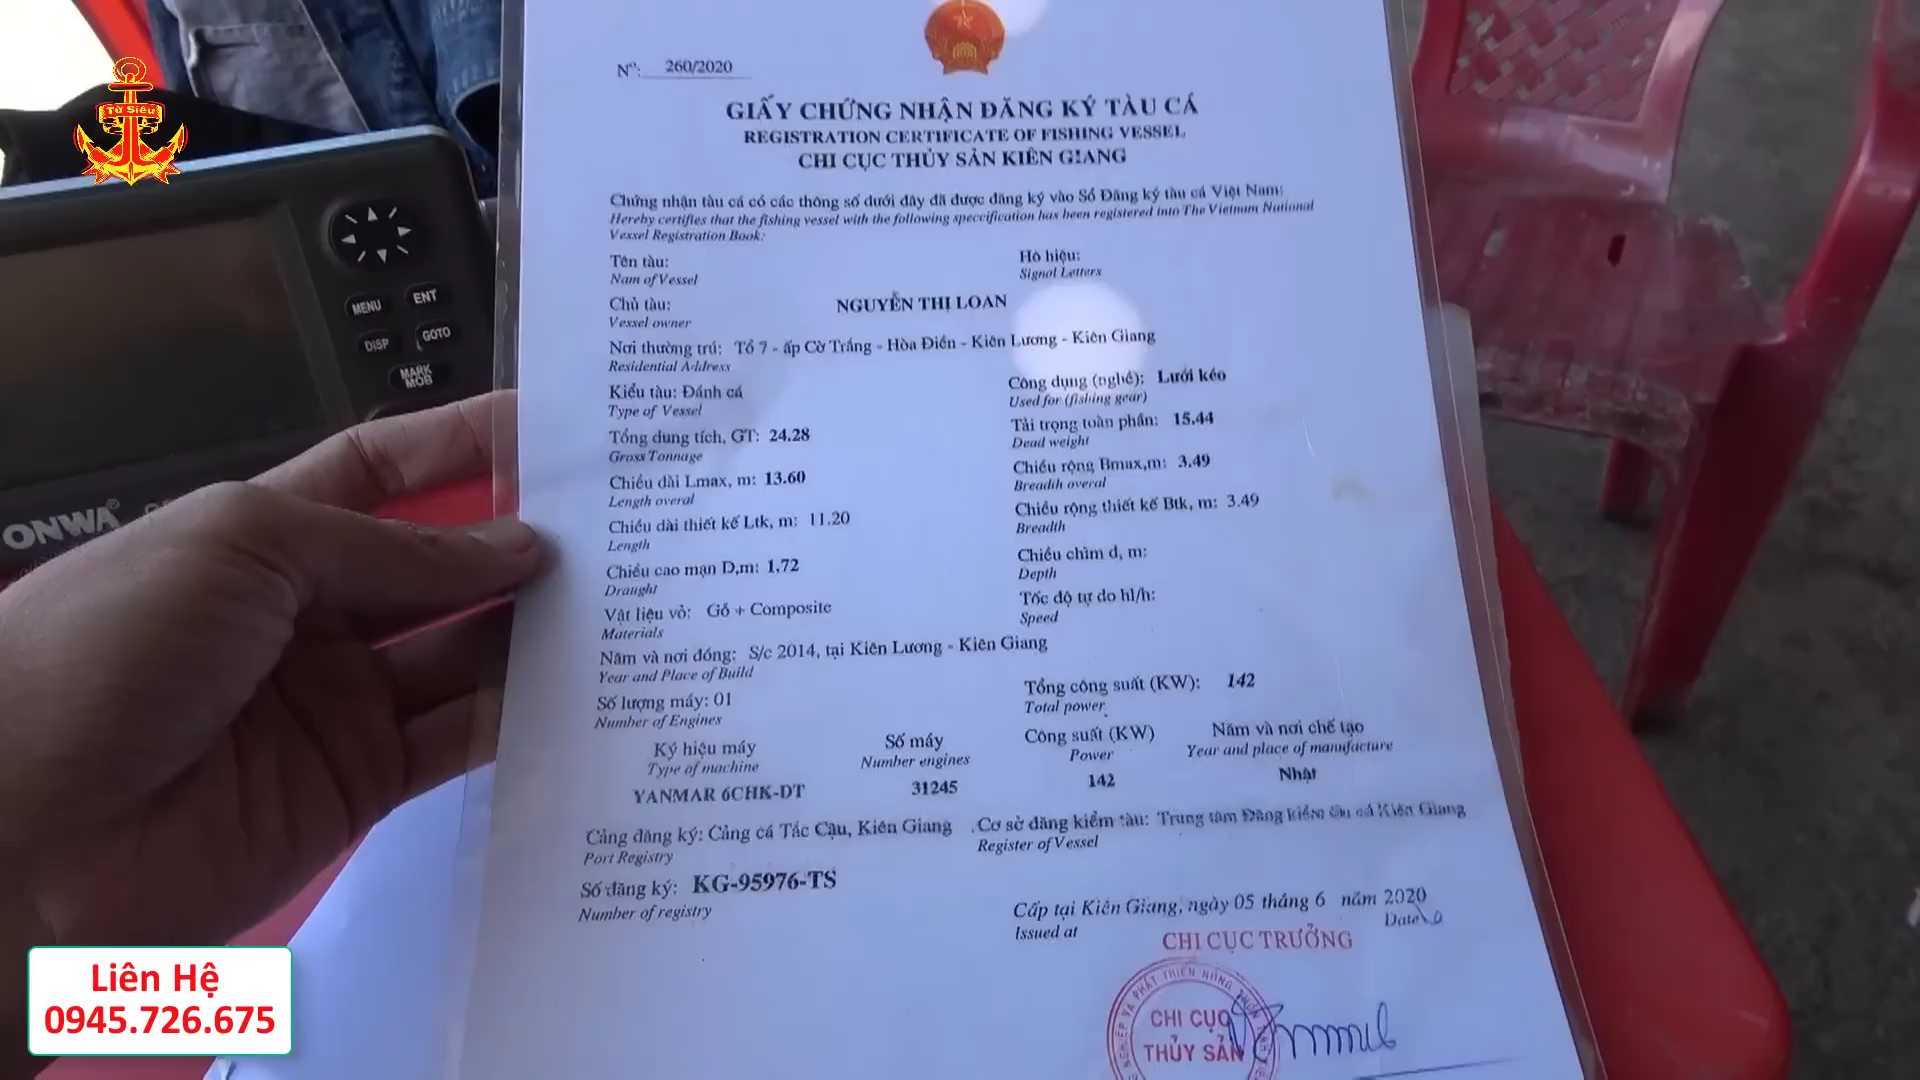 Tư Siêu
Nº: 260/2020
GIẤY CHỨNG NHẬN ĐĂNG KÝ TÀU CÁ
REGISTRATION CERTIFICATE OF FISHING VESSEL
CHI CỤC THỦY SẢN KIÊN GIANG
Chứng nhận tàu cá có các thông số dưới đây đã được đăng ký vào Sổ Đăng ký tàu cá Việt Nam:
Hereby certifies that the fishing vessel with the following speccification has been registered into The Vietnam National
Vessel Registration Book:
Tên tàu: Hô hiệu:
Nam of Vessel Signol Letters
Chủ tàu: NGUYỄN THỊ LOAN
Vessel owner
Nơi thường trú: Tổ 7 - ấp Cờ Trắng - Hòa Điền - Kiên Lương - Kiên Giang
Residential Address
Kiểu tàu: Đánh cá Công dụng (nghề): Lưới kéo
Type of Vessel Used for (fishing gear)
Tổng dung tích, GT: 24.28 Tải trọng toàn phần: 15.44
Gross Tonnage Dead weight
Chiều dài Lmax, m: 13.60 Chiều rộng Bmax,m: 3.49
Length overal Breadth overal
Chiều dài thiết kế Ltk, m: 11.20 Chiều rộng thiết kế Btk, m: 3.49
Length Breadth
Chiều cao mạn D,m: 1.72 Chiều chìm d, m:
Draught Depth
Vật liệu vỏ: Gỗ + Composite Tốc độ tự do hl/h:
Materials Speed
Năm và nơi đóng: S/c 2014, tại Kiên Lương - Kiên Giang
Year and Place of Build
Số lượng máy: 01 Tổng công suất (KW): 142
Number of Engines Total power
Ký hiệu máy Số máy Công suất (KW) Năm và nơi chế tạo
Type of machine Number engines Power Year and place of manufacture
YANMAR 6CHK-DT 31245 142 Nhật
Cảng đăng ký: Cảng cá Tắc Cậu, Kiên Giang Cơ sở đăng kiểm tàu: Trung tâm Đăng kiểm tàu cá Kiên Giang
Port Registry Register of Vessel
Số đăng ký: KG-95976-TS
Number of registry
Cấp tại Kiên Giang, ngày 05 tháng 6 năm 2020
Issued at Date
CHI CỤC TRƯỞNG
CHI CỤC
THỦY SẢN
MENU ENT
DISP GOTO
MARK
MOB
ONWA
Liên Hệ
0945.726.675